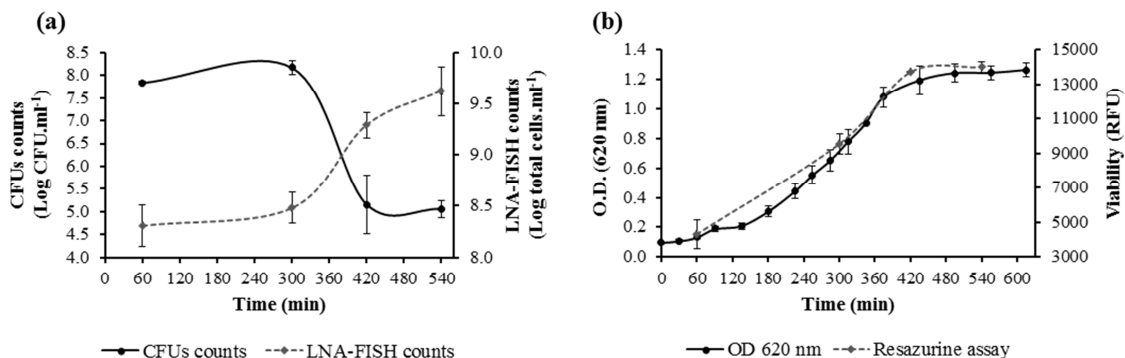 (a)
CFUs counts
(Log CFU.ml-1)
8.5
8.0
7.5
7.0
6.5
6.0
5.5
5.0
4.5
4.0
10.0
9.5
9.0
8.5
8.0
LNA-FISH counts
(Log total cells.ml-1)
0 60 120 180 240 300 360 420 480 540
Time (min)
CFUs counts LNA-FISH counts
(b)
O.D. (620 nm)
1.4
1.2
1.0
0.8
0.6
0.4
0.2
0.0
15000
13000
11000
9000
7000
5000
3000
Viability (RFU)
0 60 120 180 240 300 360 420 480 540 600
Time (min)
OD 620 nm Resazurine assay